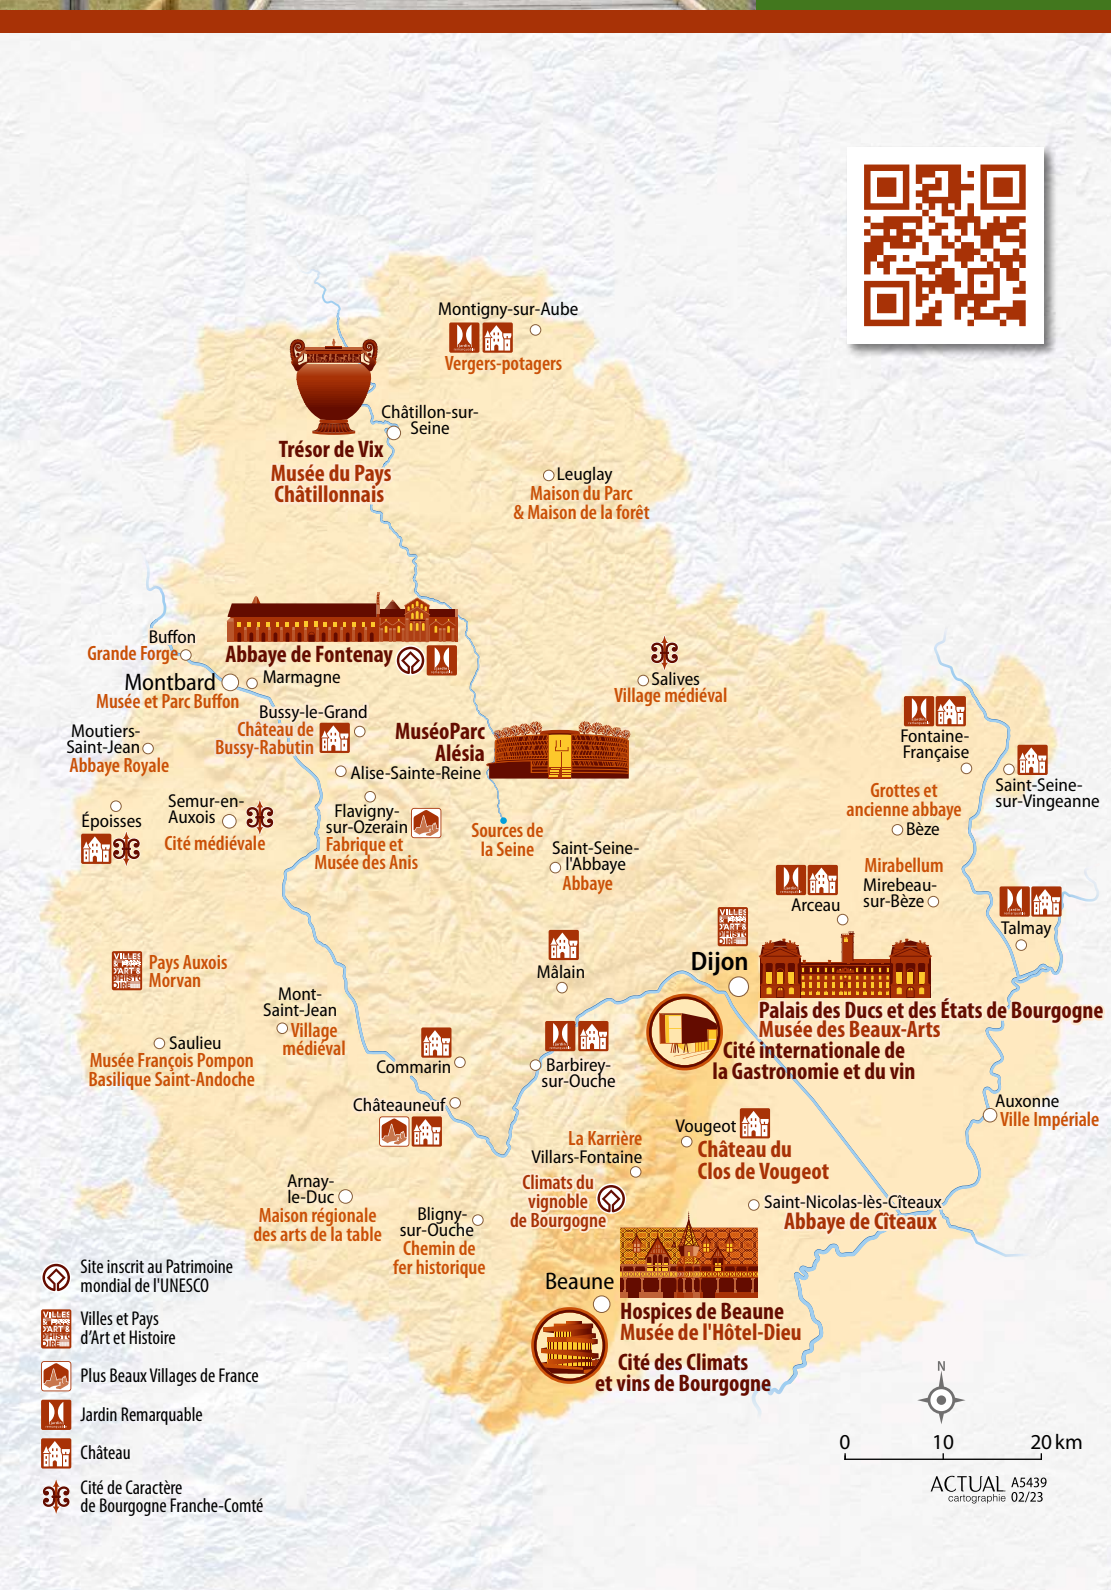 Montigny-sur-Aube
Vergers-potagers
Châtillon-sur-
Seine
Trésor de Vix
Musée du Pays
Châtillonnais
Leuglay
Maison du Parc
& Maison de la forêt
Buffon
Grande Forge
Abbaye de Fontenay
Montbard
Marmagne
Musée et Parc Buffon
Salives
Village médiéval
Bussy-le-Grand
Château de
Bussy-Rabutin
MuséoParc
Alésia
Alise-Sainte-Reine
Moutiers-
Saint-Jean
Abbaye Royale
Fontaine-
Française
Saint-Seine-
sur-Vingeanne
Époisses
Semur-en-
Auxois
Cité médiévale
Flavigny-
sur-Ozerain
Fabrique et
Musée des Anis
Sources de
la Seine
Saint-Seine-
l'Abbaye
Abbaye
Grottes et
ancienne abbaye
Bèze
Mirabellum
Mirebeau-
sur-Bèze
Arceau
Talmay
VILLES
Dijon
Mâlain
Pays Auxois
Morvan
Palais des Ducs et des États de Bourgogne
Musée des Beaux-Arts
Cité internationale de
la Gastronomie et du vin
Mont-
Saint-Jean
Village
médiéval
Saulieu
Musée François Pompon
Basilique Saint-Andoche
Commarin
Barbirey-
sur-Ouche
Châteauneuf
Auxonne
Ville Impériale
Vougeot
Château du
Clos de Vougeot
La Karrière
Villars-Fontaine
Climats du
vignoble
de Bourgogne
Arnay-
le-Duc
Maison régionale
des arts de la table
Bligny-
sur-Ouche
Chemin de
fer historique
Saint-Nicolas-lès-Cîteaux
Abbaye de Cîteaux
Beaune
Hospices de Beaune
Musée de l'Hôtel-Dieu
Cité des Climats
et vins de Bourgogne
Site inscrit au Patrimoine
mondial de l'UNESCO
Villes et Pays
d'Art et Histoire
Plus Beaux Villages de France
Jardin Remarquable
Château
Cité de Caractère
de Bourgogne Franche-Comté
N
0 10 20 km
ACTUAL A5439
cartographie 02/23